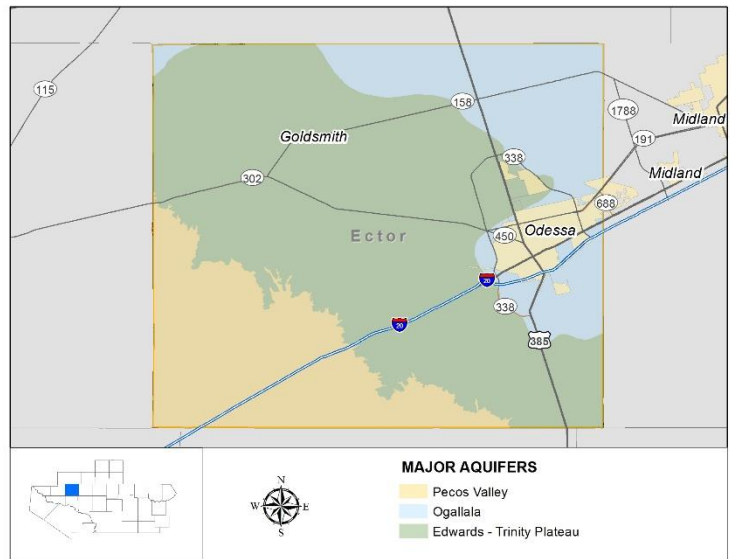 115
158
1788
Midland
191
Goldsmith
338
Midland
302
688
Ector
450
Odessa
20
338
20
385
N
W E
S
MAJOR AQUIFERS
Pecos Valley
Ogallala
Edwards - Trinity Plateau